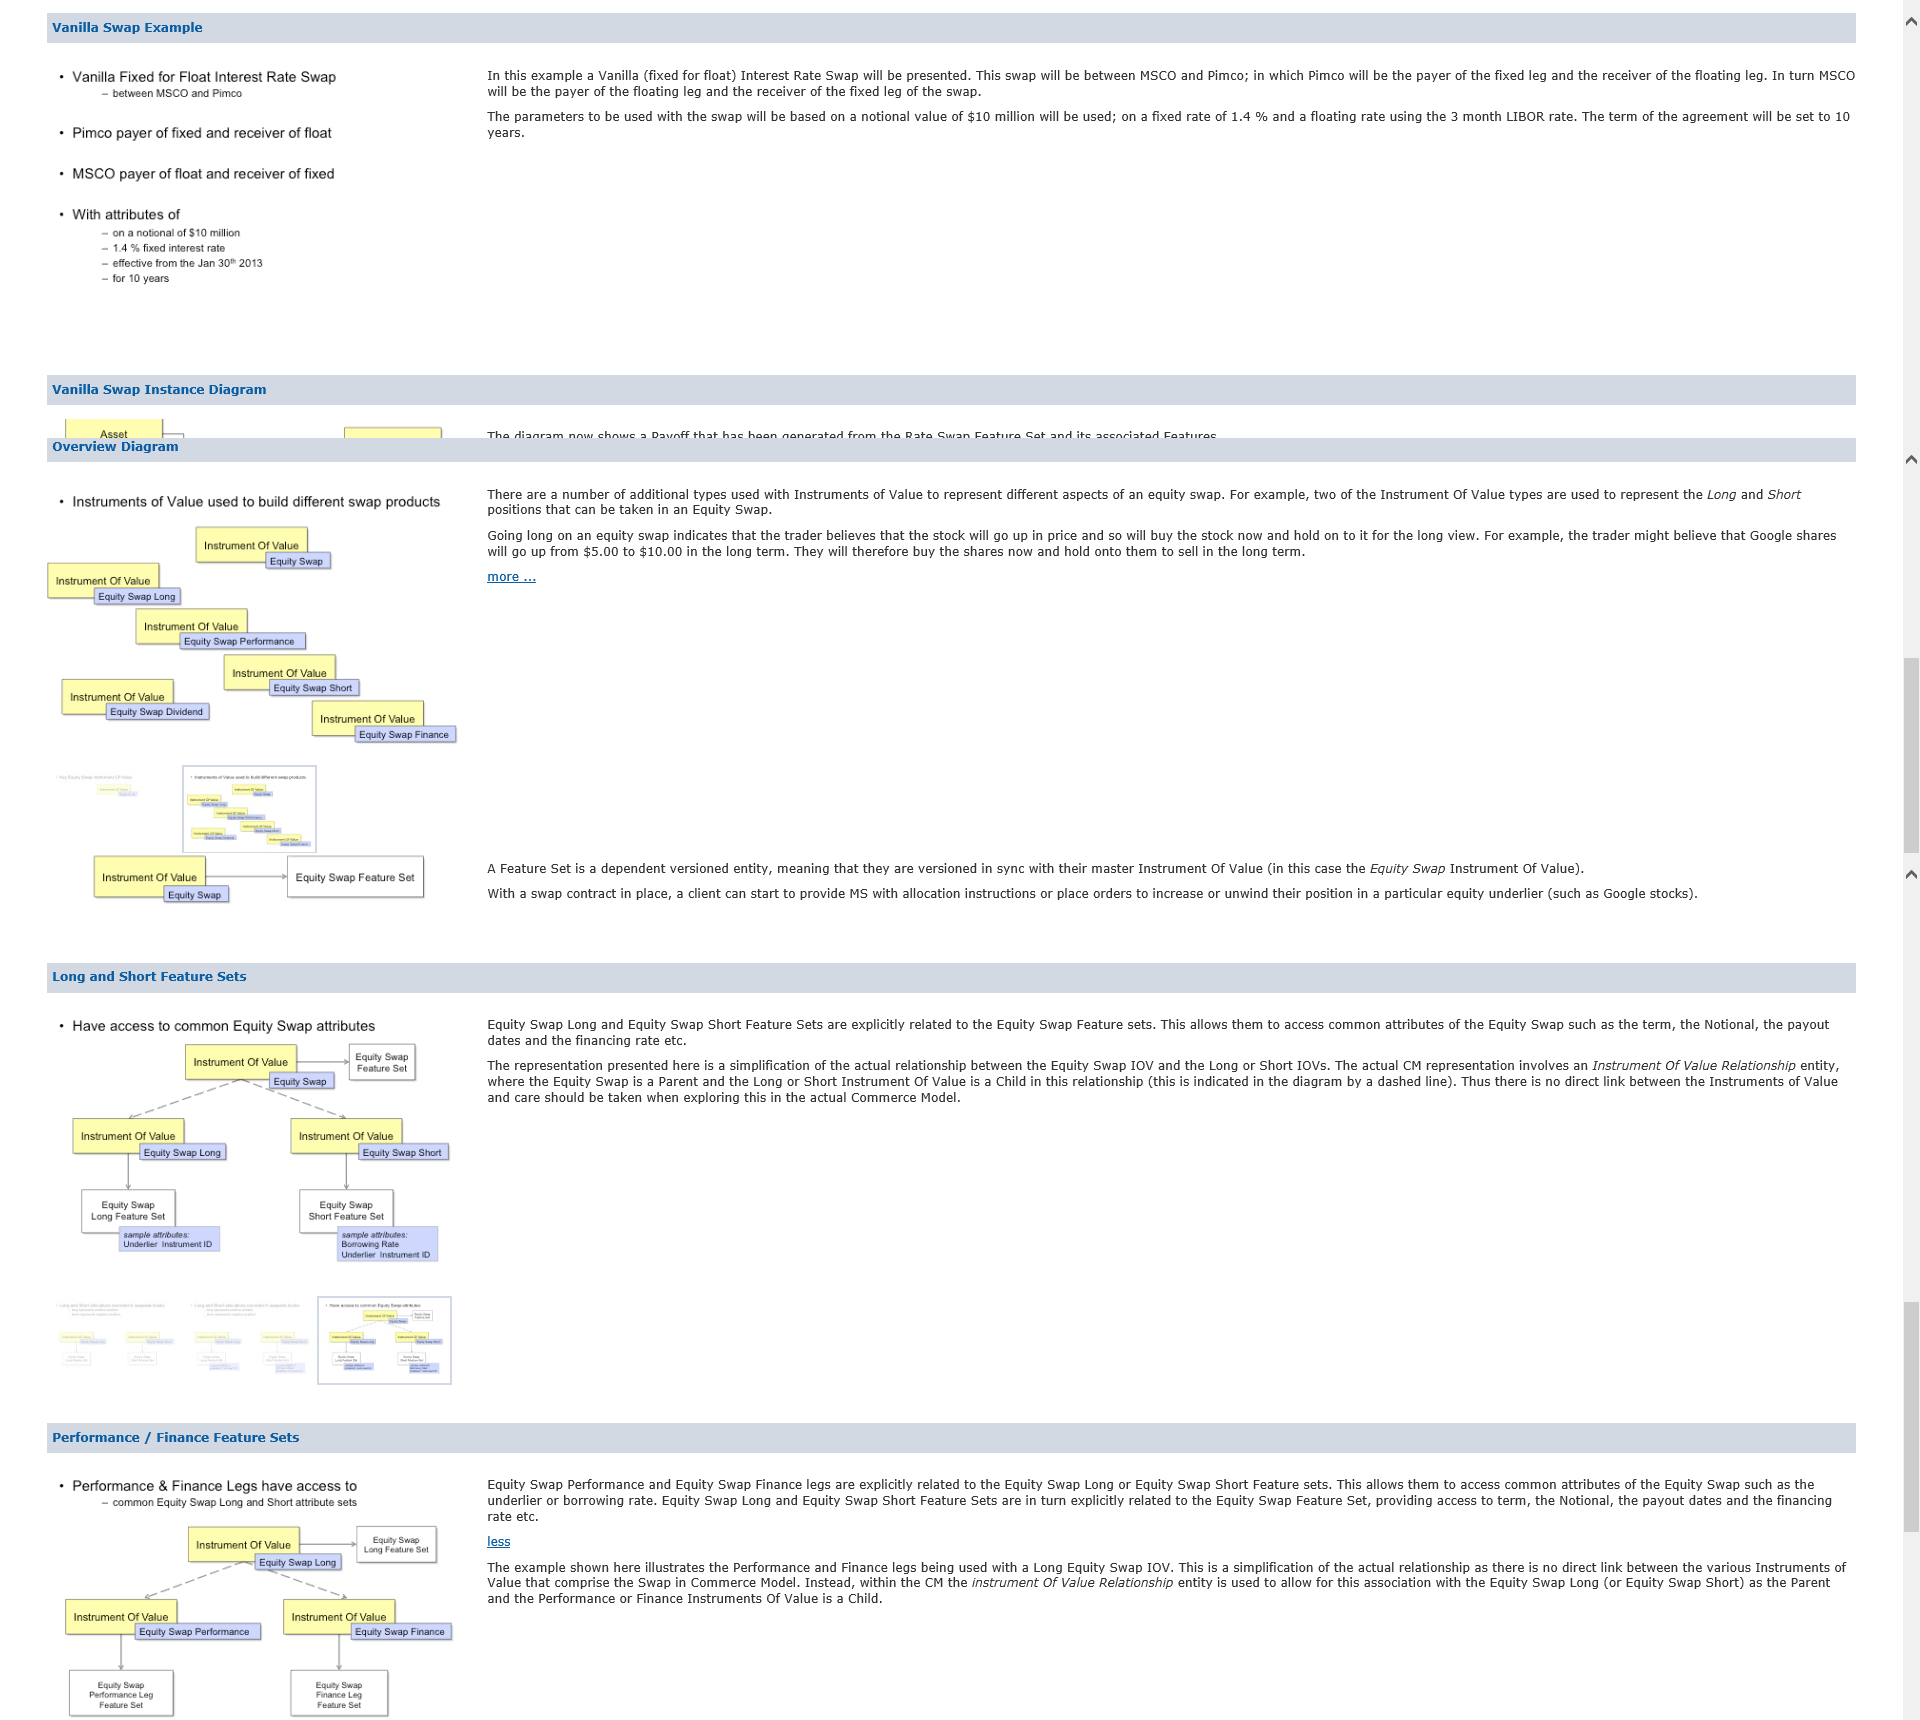 Vanilla Swap Example
• Vanilla Fixed for Float Interest Rate Swap
– between MSCO and Pimco
• Pimco payer of fixed and receiver of float
• MSCO payer of float and receiver of fixed
• With attributes of
– on a notional of $10 million
– 1.4 % fixed interest rate
– effective from the Jan 30th 2013
– for 10 years
In this example a Vanilla (fixed for float) Interest Rate Swap will be presented. This swap will be between MSCO and Pimco; in which Pimco will be the payer of the fixed leg and the receiver of the floating leg. In turn MSCO
will be the payer of the floating leg and the receiver of the fixed leg of the swap.
The parameters to be used with the swap will be based on a notional value of $10 million will be used; on a fixed rate of 1.4 % and a floating rate using the 3 month LIBOR rate. The term of the agreement will be set to 10
years.
Vanilla Swap Instance Diagram
Asset
The diagram now shows a Payoff that has been generated from the Rate Swap Feature Set and its associated Features.
Overview Diagram
• Instruments of Value used to build different swap products
Instrument Of Value
Equity Swap
Instrument Of Value
Equity Swap Long
Instrument Of Value
Equity Swap Performance
Instrument Of Value
Equity Swap Short
Instrument Of Value
Equity Swap Dividend
Instrument Of Value
Equity Swap Finance
There are a number of additional types used with Instruments of Value to represent different aspects of an equity swap. For example, two of the Instrument Of Value types are used to represent the Long and Short
positions that can be taken in an Equity Swap.
Going long on an equity swap indicates that the trader believes that the stock will go up in price and so will buy the stock now and hold on to it for the long view. For example, the trader might believe that Google shares
will go up from $5.00 to $10.00 in the long term. They will therefore buy the shares now and hold onto them to sell in the long term.
more ...
• Instruments of Value used to build different swap products
Instrument Of Value
Equity Swap
Equity Swap Feature Set
A Feature Set is a dependent versioned entity, meaning that they are versioned in sync with their master Instrument Of Value (in this case the Equity Swap Instrument Of Value).
With a swap contract in place, a client can start to provide MS with allocation instructions or place orders to increase or unwind their position in a particular equity underlier (such as Google stocks).
Long and Short Feature Sets
• Have access to common Equity Swap attributes
Instrument Of Value
Equity Swap
Equity Swap
Feature Set
Instrument Of Value
Equity Swap Long
Instrument Of Value
Equity Swap Short
Equity Swap
Long Feature Set
sample attributes:
Underlier Instrument ID
Equity Swap
Short Feature Set
sample attributes:
Borrowing Rate
Underlier Instrument ID
Equity Swap Long and Equity Swap Short Feature Sets are explicitly related to the Equity Swap Feature sets. This allows them to access common attributes of the Equity Swap such as the term, the Notional, the payout
dates and the financing rate etc.
The representation presented here is a simplification of the actual relationship between the Equity Swap IOV and the Long or Short IOVs. The actual CM representation involves an Instrument Of Value Relationship entity,
where the Equity Swap is a Parent and the Long or Short Instrument Of Value is a Child in this relationship (this is indicated in the diagram by a dashed line). Thus there is no direct link between the Instruments of Value
and care should be taken when exploring this in the actual Commerce Model.
• Have access to common Equity Swap attributes
Performance / Finance Feature Sets
• Performance & Finance Legs have access to
– common Equity Swap Long and Short attribute sets
Instrument Of Value
Equity Swap Long
Equity Swap
Long Feature Set
Instrument Of Value
Equity Swap Performance
Instrument Of Value
Equity Swap Finance
Equity Swap
Performance Leg
Feature Set
Equity Swap
Finance Leg
Feature Set
Equity Swap Performance and Equity Swap Finance legs are explicitly related to the Equity Swap Long or Equity Swap Short Feature sets. This allows them to access common attributes of the Equity Swap such as the
underlier or borrowing rate. Equity Swap Long and Equity Swap Short Feature Sets are in turn explicitly related to the Equity Swap Feature Set, providing access to term, the Notional, the payout dates and the financing
rate etc.
less
The example shown here illustrates the Performance and Finance legs being used with a Long Equity Swap IOV. This is a simplification of the actual relationship as there is no direct link between the various Instruments of
Value that comprise the Swap in Commerce Model. Instead, within the CM the instrument Of Value Relationship entity is used to allow for this association with the Equity Swap Long (or Equity Swap Short) as the Parent
and the Performance or Finance Instruments Of Value is a Child.